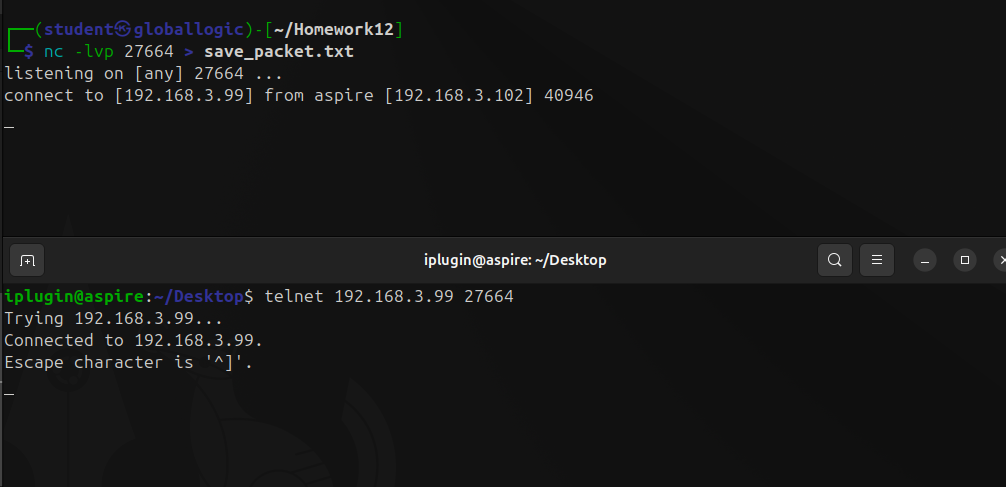 ┌──(student㉿globallogic)-[~/Homework12]
└─$ nc -lvp 27664 > save_packet.txt
listening on [any] 27664 ...
connect to [192.168.3.99] from aspire [192.168.3.102] 40946
_
iplugin@aspire: ~/Desktop
iplugin@aspire:~/Desktop$ telnet 192.168.3.99 27664
Trying 192.168.3.99...
Connected to 192.168.3.99.
Escape character is '^]'.
_